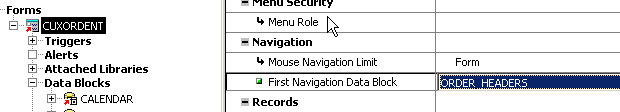 Forms
CUXORDENT
Triggers
Alerts
Attached Libraries
Data Blocks
CALENDAR
Menu Security
Menu Role
Navigation
Mouse Navigation Limit Form
First Navigation Data Block ORDER_HEADERS
Records